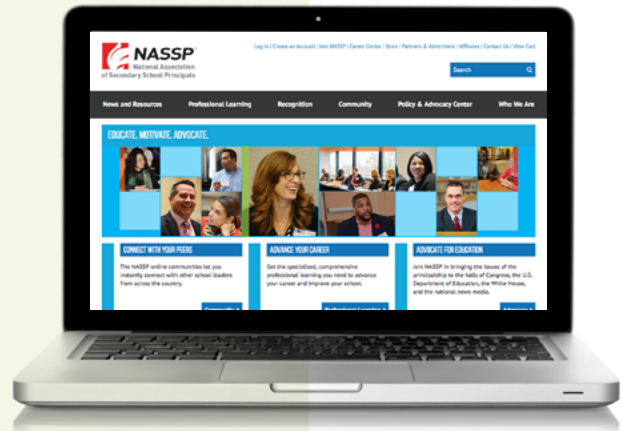 NASSP
National Association
of Secondary School Principals
Log In | Create an Account | Join NASSP | Career Center | Store | Partners & Advertisers | Affiliates | Contact Us | View Cart
Search
News and Resources
Professional Learning
Recognition
Community
Policy & Advocacy Center
Who We Are
EDUCATE. MOTIVATE. ADVOCATE.
CONNECT WITH YOUR PEERS
The NASSP online communities let you
instantly connect with other school leaders
from across the country.
ADVANCE YOUR CAREER
Get the specialized, comprehensive
professional learning you need to advance
your career and improve your school.
ADVOCATE FOR EDUCATION
Join NASSP in bringing the issues of the
principalship to the halls of Congress, the U.S.
Department of Education, the White House,
and the national news media.